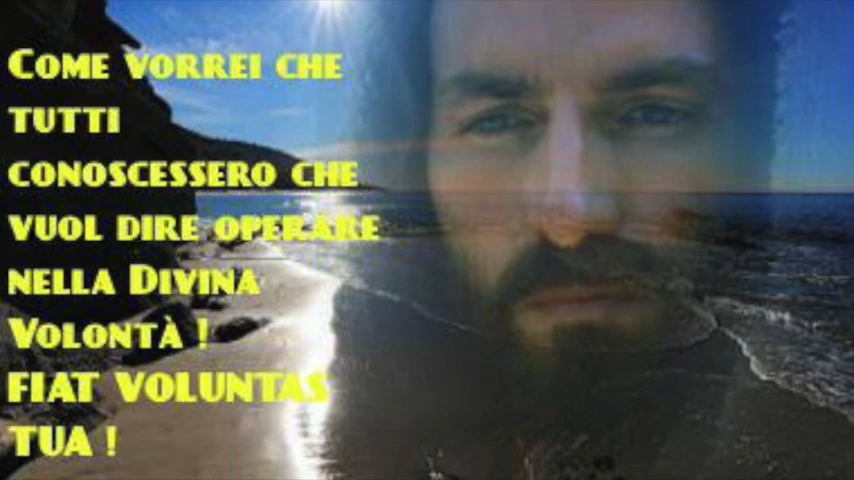 Come vorrei che
tutti
conoscessero che
vuol dire operare
nella Divina
Volontà !
FIAT VOLUNTAS
TUA !